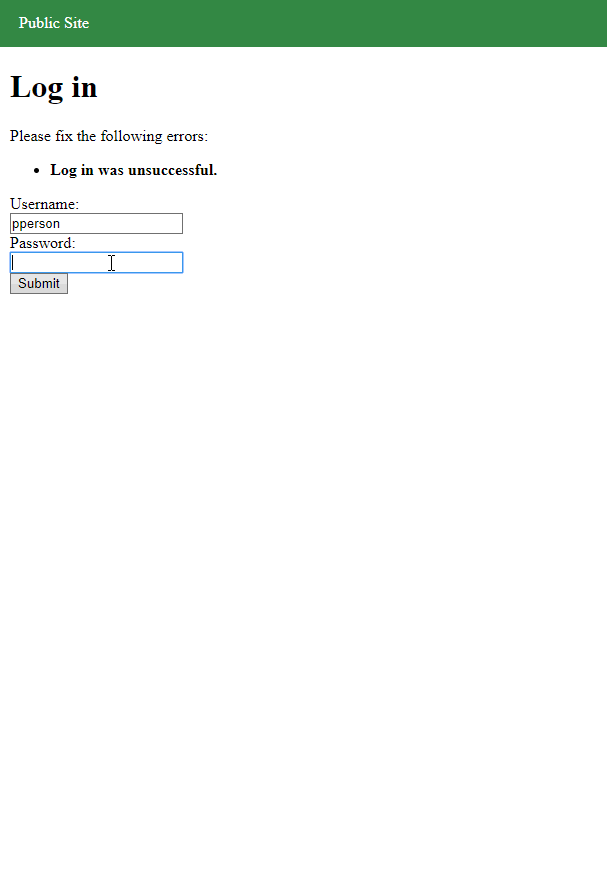 Public Site
Log in
Please fix the following errors:
Log in was unsuccessful.
Username:
pperson
Password:
Submit